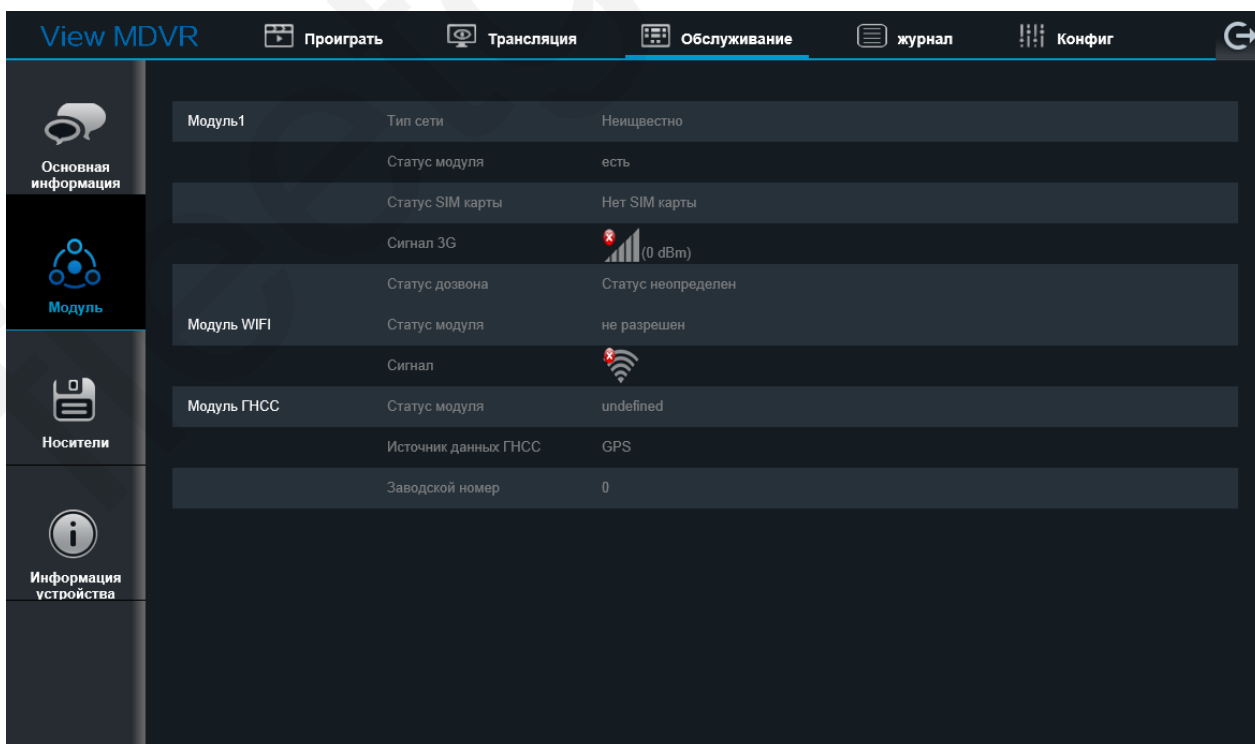 View MDVR Проиграть Трансляция Обслуживание журнал Конфиг
Основная
информация
Модуль
Носители
Информация
устройства
Модуль1 Тип сети Неищвестно
Статус модуля есть
Статус SIM карты Нет SIM карты
Сигнал 3G (0 dBm)
Статус дозвона Статус неопределен
Модуль WIFI Статус модуля не разрешен
Сигнал
Модуль ГНСС Статус модуля undefined
Источник данных ГНСС GPS
Заводской номер 0